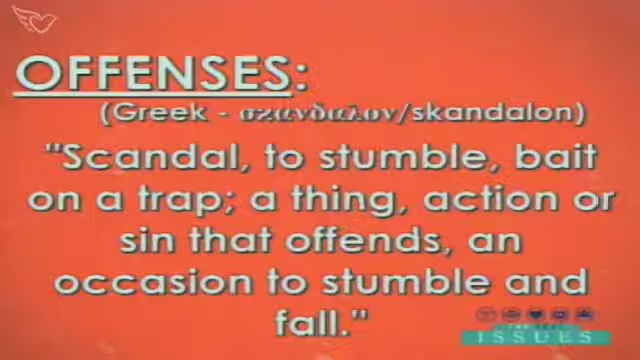 OFFENSES:
(Greek - σκάνδαλον/skandalon)
"Scandal, to stumble, bait
on a trap; a thing, action or
sin that offends, an
occasion to stumble and
fall."
ISSUES